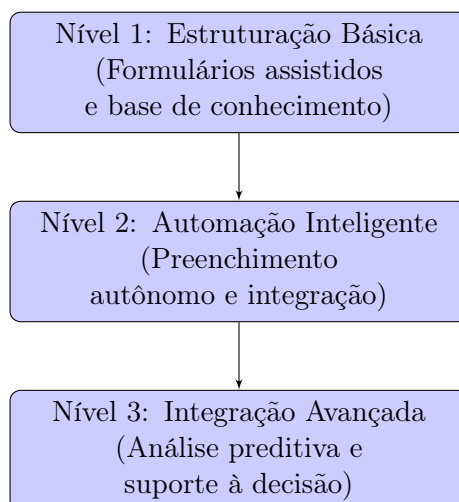 Nível 1: Estruturação Básica
(Formulários assistidos
e base de conhecimento)
Nível 2: Automação Inteligente
(Preenchimento
autônomo e integração)
Nível 3: Integração Avançada
(Análise preditiva e
suporte à decisão)